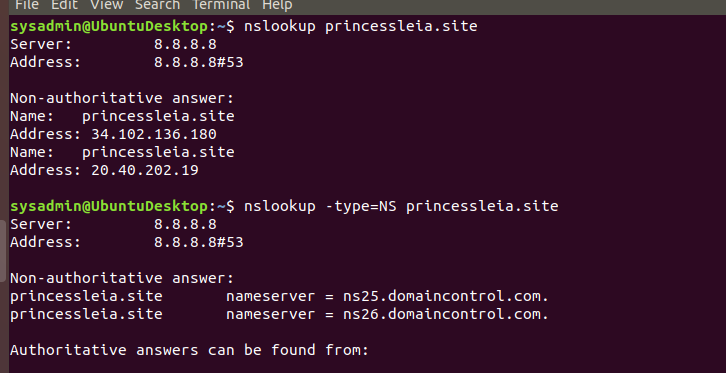 File Edit View Search Terminal Help
sysadmin@UbuntuDesktop:~$ nslookup princessleia.site
Server: 8.8.8.8
Address: 8.8.8.8#53
Non-authoritative answer:
Name: princessleia.site
Address: 34.102.136.180
Name: princessleia.site
Address: 20.40.202.19
sysadmin@UbuntuDesktop:~$ nslookup -type=NS princessleia.site
Server: 8.8.8.8
Address: 8.8.8.8#53
Non-authoritative answer:
princessleia.site nameserver = ns25.domaincontrol.com.
princessleia.site nameserver = ns26.domaincontrol.com.
Authoritative answers can be found from: